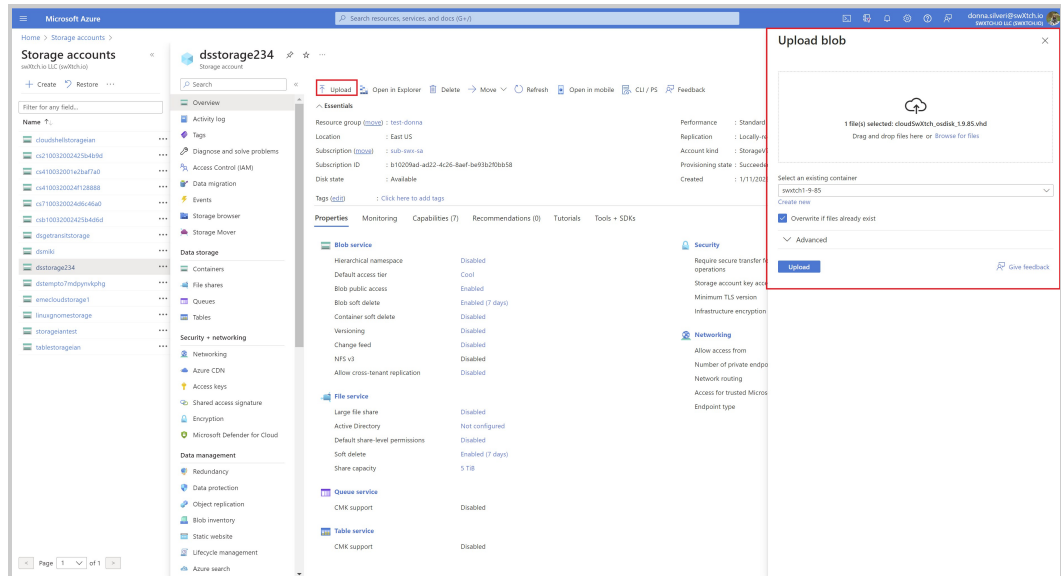 Microsoft Azure
Search resources, services, and docs (G+/)
donna.silveri@swXtch.io
SWXTCH.IO LLC (SWXTCH.IO)
Home > Storage accounts >
Storage accounts
swXtch.io LLC (swXtch.io)
+ Create
Restore
Filter for any field...
Name ↑↓
cloudshellstorageian
cs210032002425b4b9d
cs410032001e2baf7a0
cs4100320024f128888
cs7100320024d6c46a0
csb10032002425b4d6d
dsgetransitstorage
dsmiki
dsstorage234
dstempto7mdpynvkphg
emecloudstorage1
linuxgnomestorage
storageiantest
tablestorageian
< Page 1 of 1 >
dsstorage234
Storage account
Search
Overview
Activity log
Tags
Diagnose and solve problems
Access Control (IAM)
Data migration
Events
Storage browser
Storage Mover
Data storage
Containers
File shares
Queues
Tables
Security + networking
Networking
Azure CDN
Access keys
Shared access signature
Encryption
Microsoft Defender for Cloud
Data management
Redundancy
Data protection
Object replication
Blob inventory
Static website
Lifecycle management
Azure search
Upload
Open in Explorer
Delete
Move
Refresh
Open in mobile
CLI / PS
Feedback
Essentials
Resource group (move) : test-donna
Location : East US
Subscription (move) : sub-swx-sa
Subscription ID : b10209ad-ad22-4c26-8aef-be93b2f0bb58
Disk state : Available
Tags (edit) : Click here to add tags
Performance : Standard
Replication : Locally-re
Account kind : StorageV
Provisioning state : Succeede
Created : 1/11/202
Properties Monitoring Capabilities (7) Recommendations (0) Tutorials Tools + SDKs
Blob service
Hierarchical namespace Disabled
Default access tier Cool
Blob public access Enabled
Blob soft delete Enabled (7 days)
Container soft delete Disabled
Versioning Disabled
Change feed Disabled
NFS v3 Disabled
Allow cross-tenant replication Disabled
File service
Large file share Disabled
Active Directory Not configured
Default share-level permissions Disabled
Soft delete Enabled (7 days)
Share capacity 5 TiB
Queue service
CMK support Disabled
Table service
CMK support Disabled
Security
Require secure transfer fo
operations
Storage account key acce
Minimum TLS version
Infrastructure encryption
Networking
Allow access from
Number of private endpo
Network routing
Access for trusted Micros
Endpoint type
Upload blob
1 file(s) selected: cloudSwXtch_osdisk_1.9.85.vhd
Drag and drop files here or Browse for files
Select an existing container
swxtch1-9-85
Create new
Overwrite if files already exist
Advanced
Upload
Give feedback